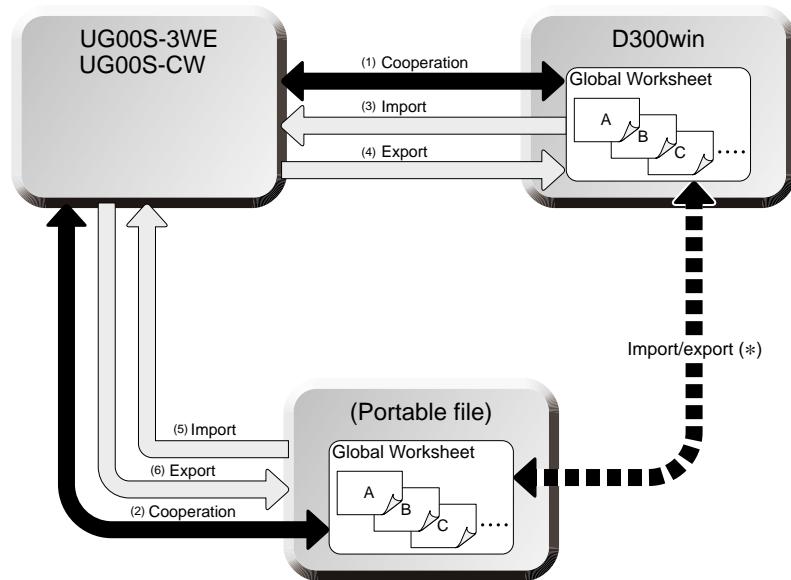 UG00S-3WE
UG00S-CW
D300win
(1) Cooperation
Global Worksheet
(3) Import
A
B
C
(4) Export
Import/export (*)
(Portable file)
(5) Import
Global Worksheet
(6) Export
A
B
(2) Cooperation
C